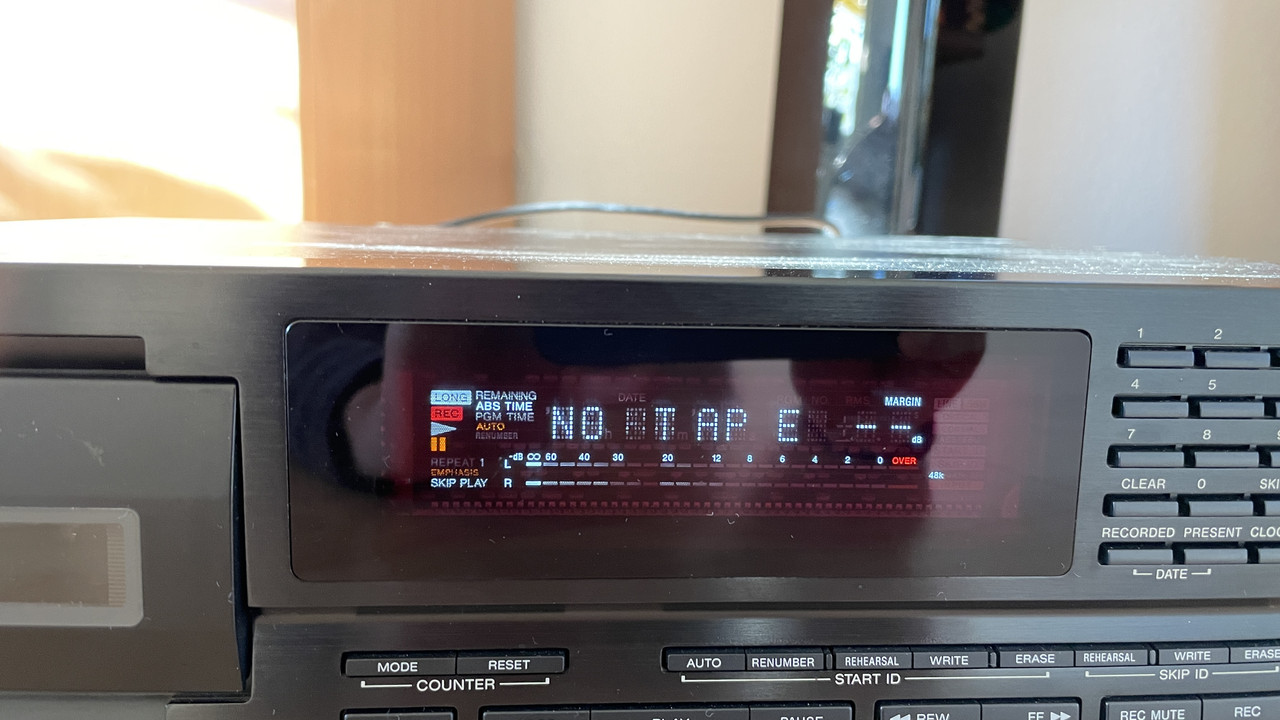 1 2
4 5
7 8
CLEAR 0
RECORDED PRESENT
DATE
LONG REMAINING DATE
REC ABS TIME MARGIN
PGM TIME
AUTO NO TAPE --
RENUMBER dB
REPEAT 1 L -dB ∞ 60 40 30 20 12 8 6 4 2 0 OVER
EMPHASIS
SKIP PLAY R 48k
MODE RESET
COUNTER
AUTO RENUMBER REHEARSAL WRITE ERASE REHEARSAL WRITE ERASE
START ID SKIP ID
◀◀ REW FF ▶▶ REC MUTE REC
PLAY PAUSE